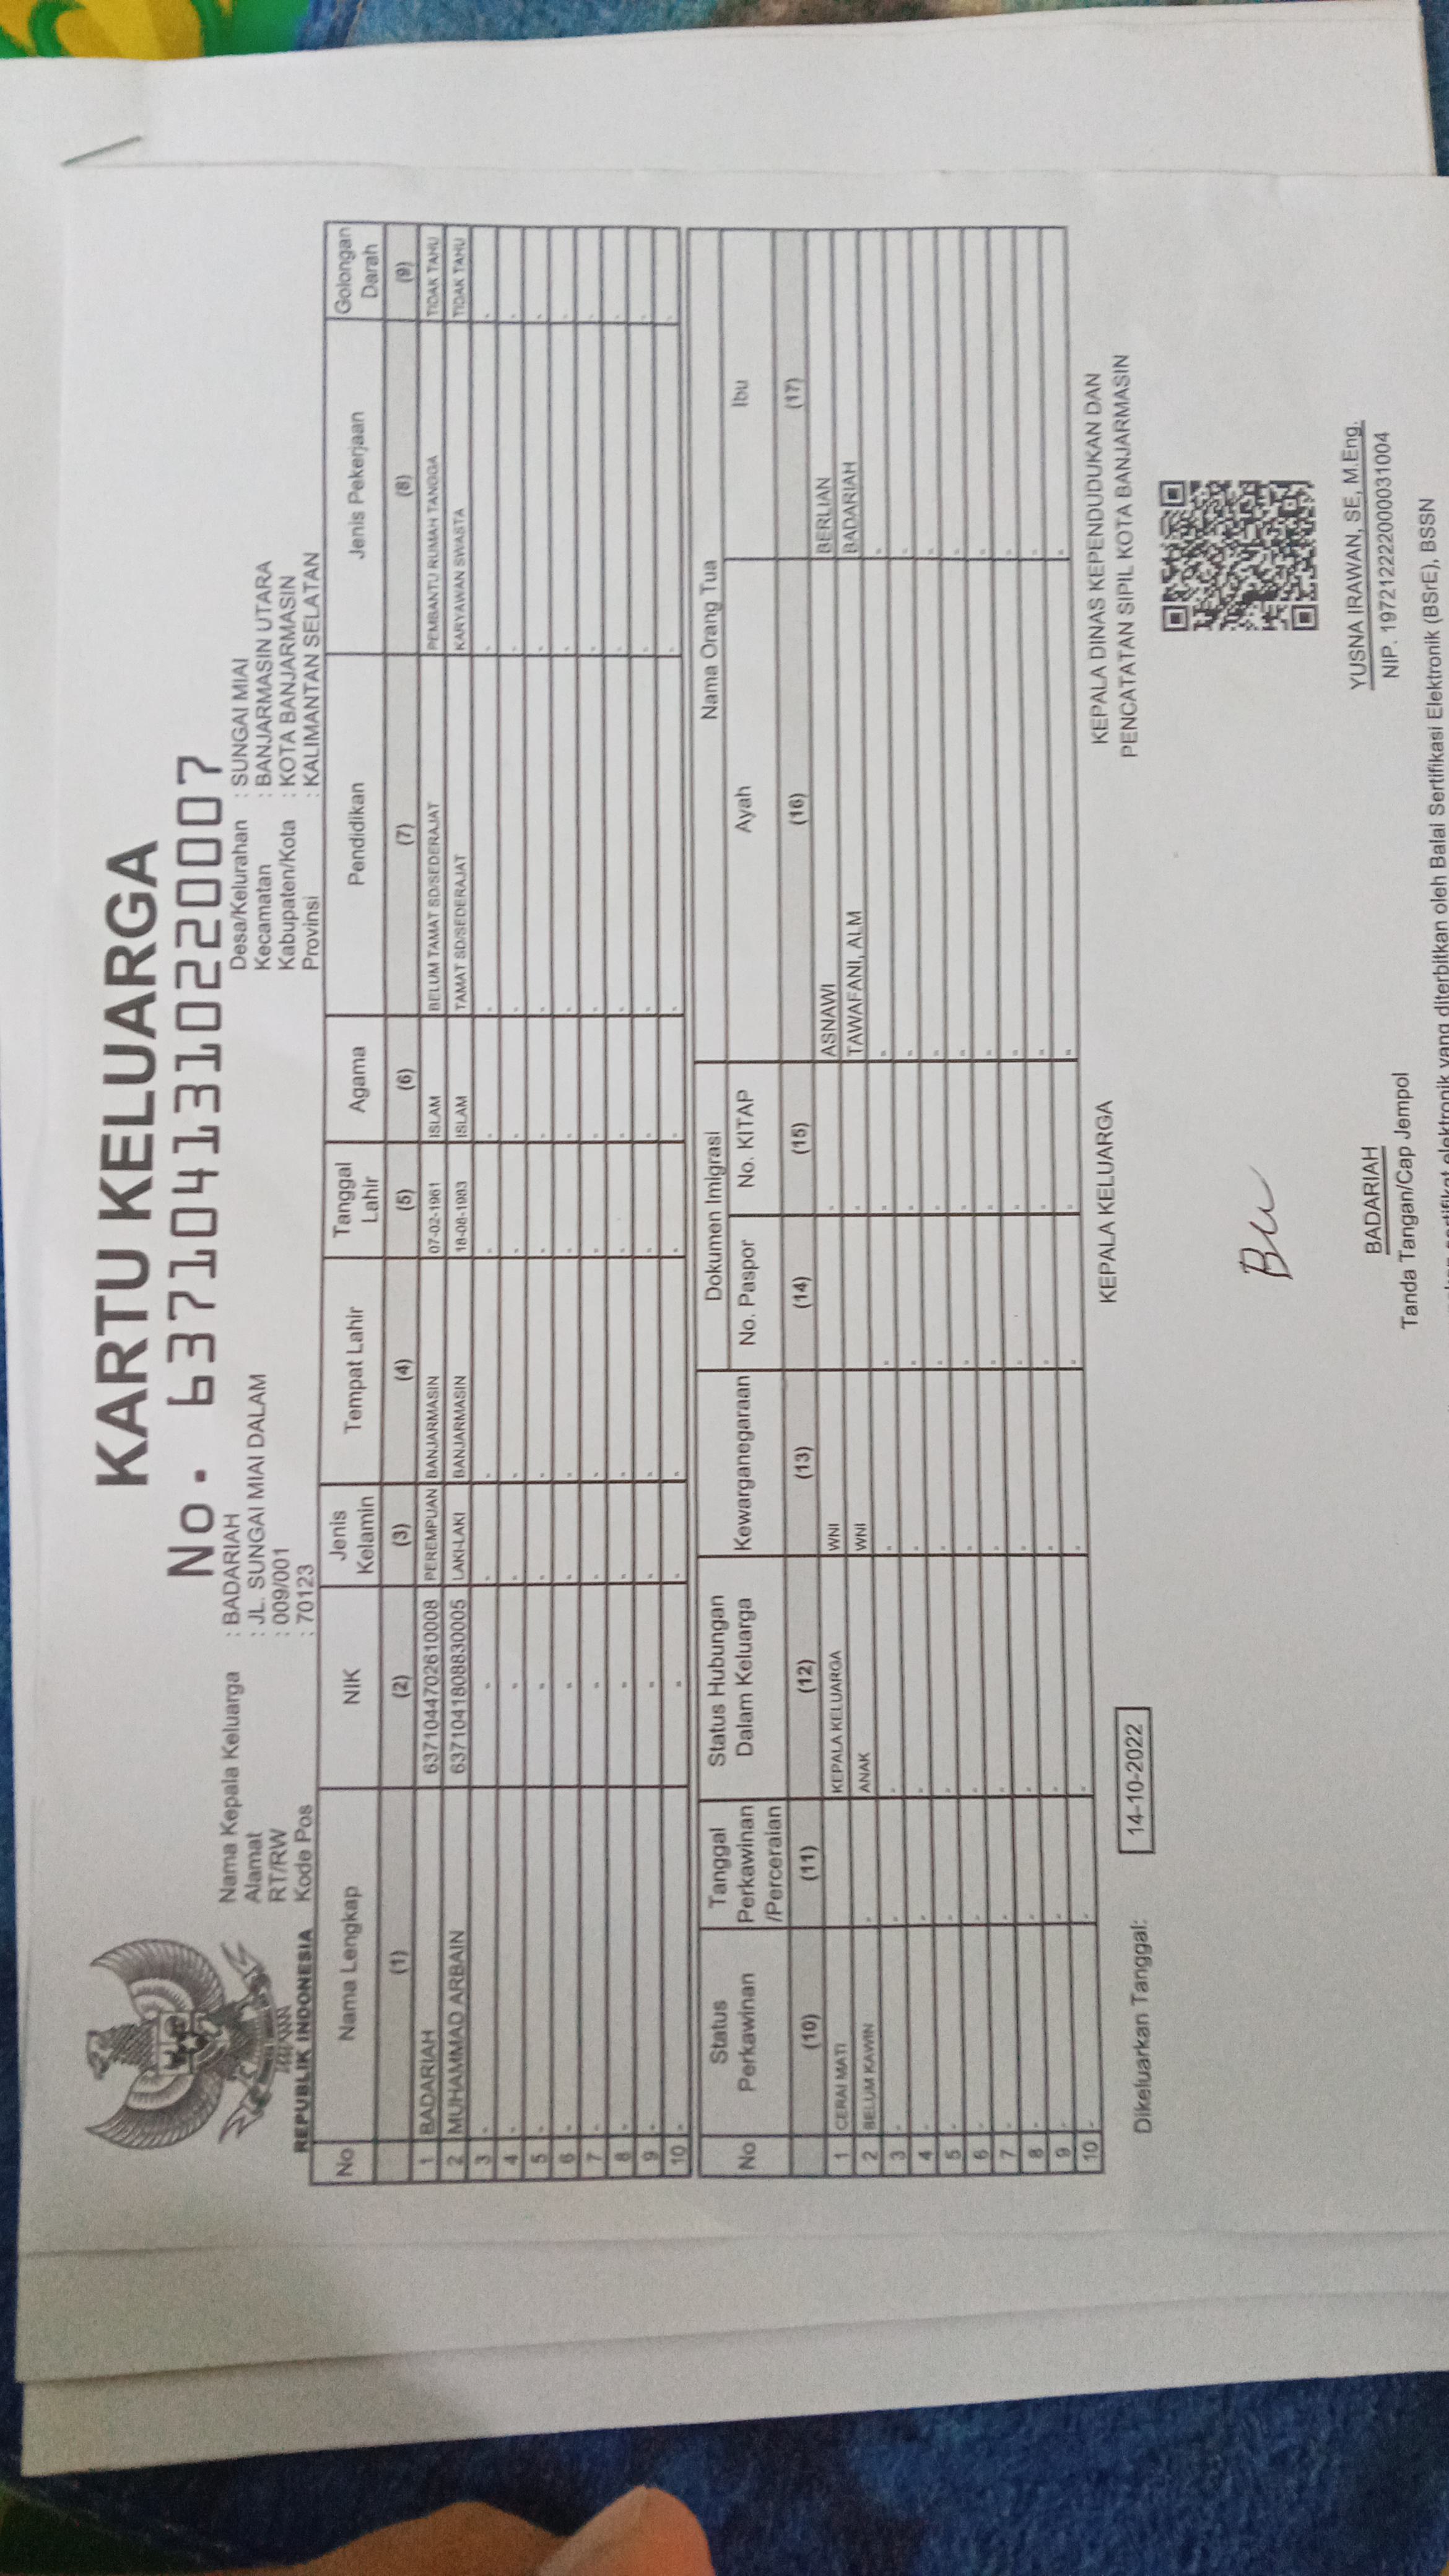 KARTU KELUARGA
No. 6371041310220007
REPUBLIK INDONESIA
Nama Kepala Keluarga : BADARIAH
Alamat : JL. SUNGAI MIAI DALAM
RT/RW : 009/001
Kode Pos : 70123
Desa/Kelurahan : SUNGAI MIAI
Kecamatan : BANJARMASIN UTARA
Kabupaten/Kota : KOTA BANJARMASIN
Provinsi : KALIMANTAN SELATAN
No Nama Lengkap NIK Jenis Kelamin Tempat Lahir Tanggal Lahir Agama Pendidikan Jenis Pekerjaan Golongan Darah
(1) (2) (3) (4) (5) (6) (7) (8) (9)
1 BADARIAH 6371044702610008 PEREMPUAN BANJARMASIN 07-02-1961 ISLAM BELUM TAMAT SD/SEDERAJAT PEMBANTU RUMAH TANGGA TIDAK TAHU
2 MUHAMMAD ARBAIN 6371041808830005 LAKI-LAKI BANJARMASIN 18-08-1983 ISLAM TAMAT SD/SEDERAJAT KARYAWAN SWASTA TIDAK TAHU
3 - - - - - - - - -
4 - - - - - - - - -
5 - - - - - - - - -
6 - - - - - - - - -
7 - - - - - - - - -
8 - - - - - - - - -
9 - - - - - - - - -
10 - - - - - - - - -
No Status Perkawinan Tanggal Perkawinan /Perceraian Status Hubungan Dalam Keluarga Kewarganegaraan Dokumen Imigrasi Nama Orang Tua
No. Paspor No. KITAP Ayah Ibu
(10) (11) (12) (13) (14) (15) (16) (17)
1 CERAI MATI KEPALA KELUARGA WNI - ASNAWI BERLIAN
2 BELUM KAWIN - ANAK WNI - TAWAFANI, ALM BADARIAH
3 - - - - - - - -
4 - - - - - - - -
5 - - - - - - - -
6 - - - - - - - -
7 - - - - - - - -
8 - - - - - - - -
9 - - - - - - - -
10 - - - - - - - -
Dikeluarkan Tanggal: 14-10-2022
KEPALA KELUARGA
BADARIAH
Tanda Tangan/Cap Jempol
KEPALA DINAS KEPENDUDUKAN DAN
PENCATATAN SIPIL KOTA BANJARMASIN
YUSNA IRAWAN, SE, M.Eng.
NIP. 197212222000031004
sertifikat elektronik yang diterbitkan oleh Balai Sertifikasi Elektronik (BSrE), BSSN